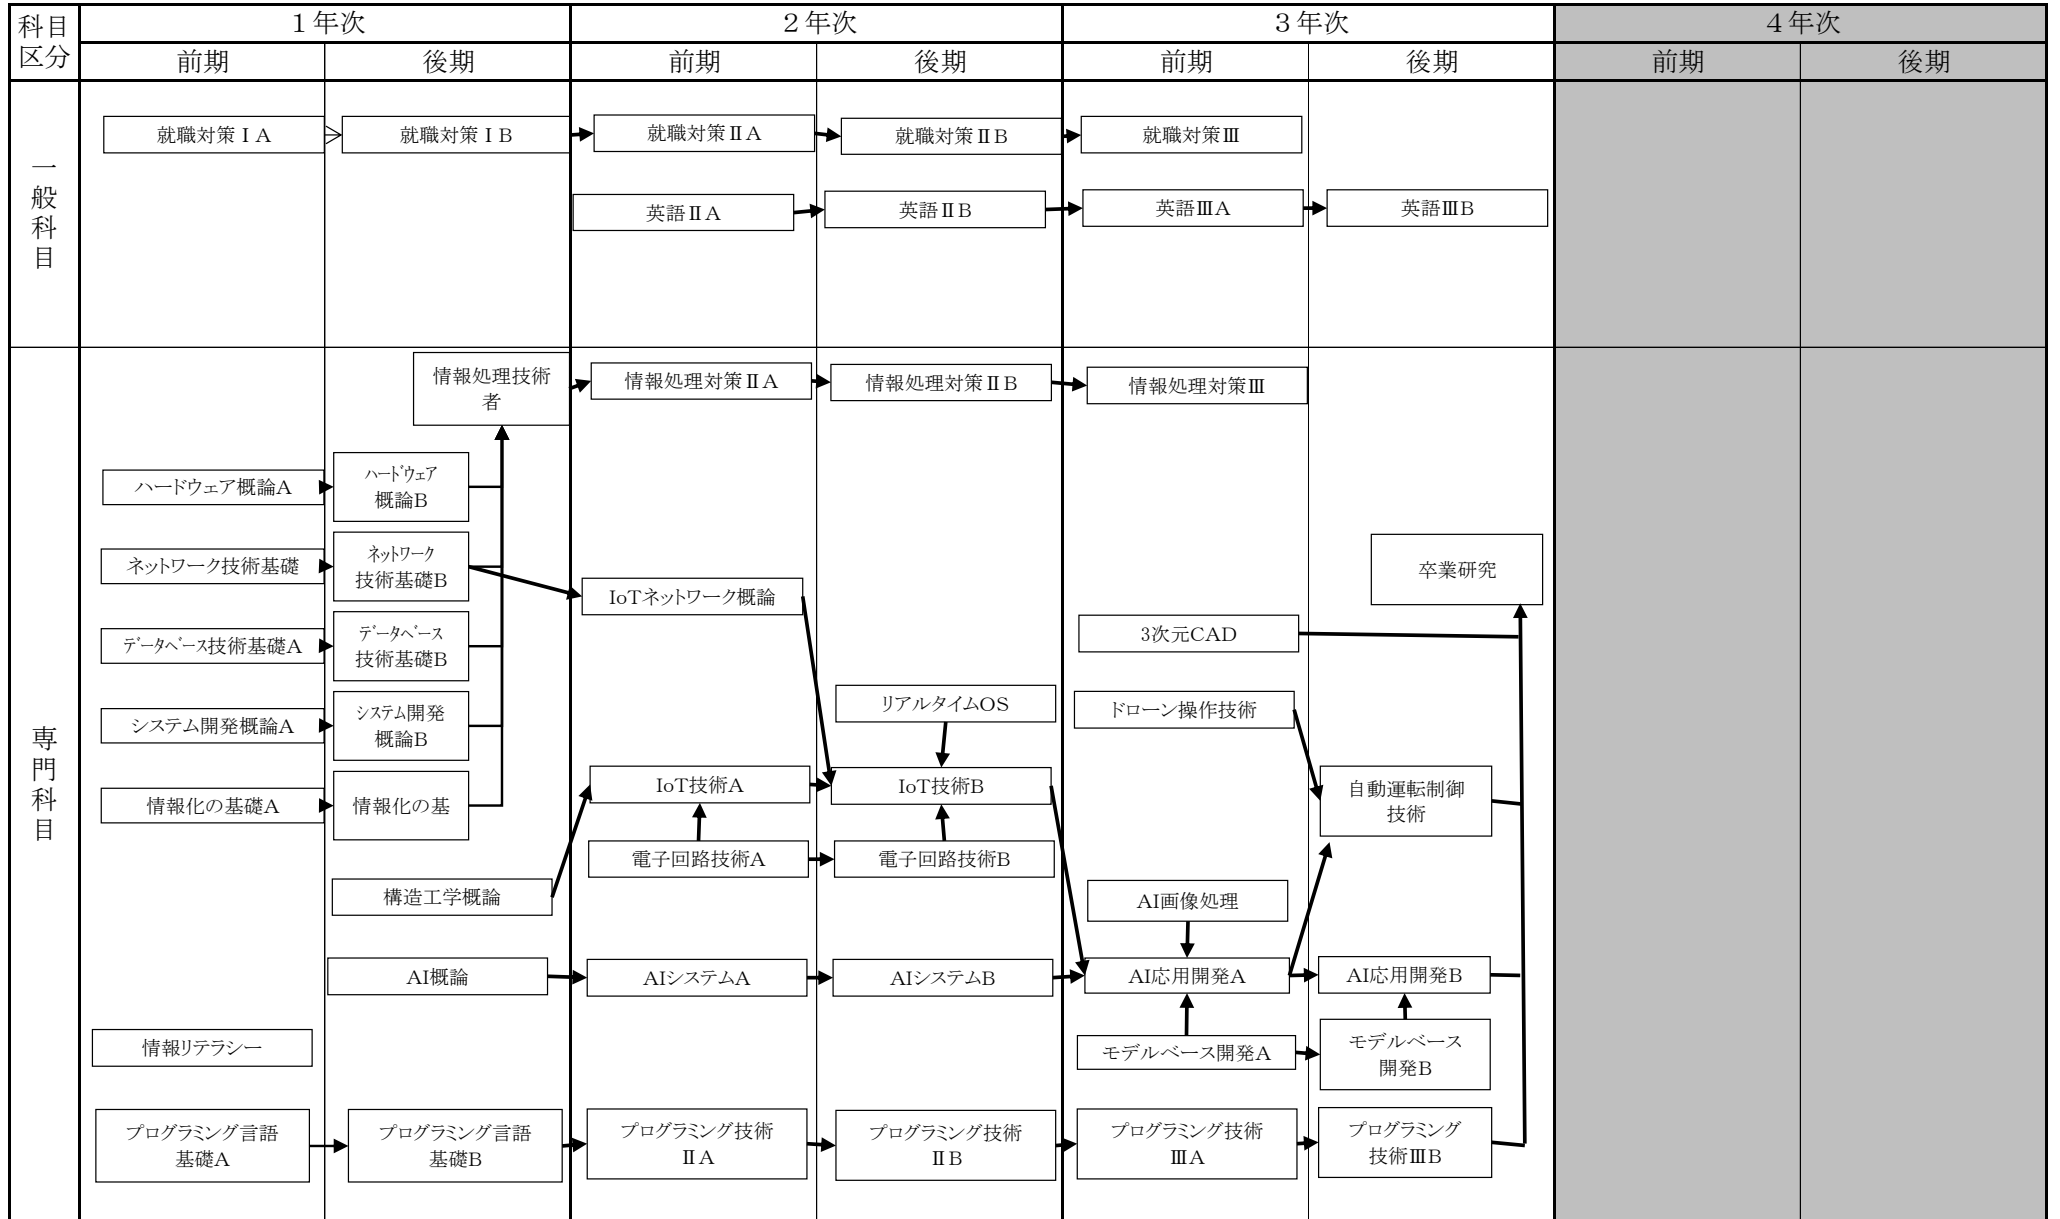 科目
区分
１年次
２年次
３年次
４年次
前期
後期
前期
後期
前期
後期
前期
後期
一般科目
就職対策ⅠA
就職対策ⅠB
就職対策ⅡA
就職対策ⅡB
就職対策Ⅲ
英語ⅡA
英語ⅡB
英語ⅢA
英語ⅢB
専門科目
情報処理技術
者
情報処理対策ⅡA
情報処理対策ⅡB
情報処理対策Ⅲ
ハードウェア概論A
ハードウェア
概論B
ネットワーク技術基礎
ネットワーク
技術基礎B
IoTネットワーク概論
卒業研究
データベース技術基礎A
データベース
技術基礎B
3次元CAD
システム開発概論A
システム開発
概論B
リアルタイムOS
ドローン操作技術
情報化の基礎A
情報化の基
IoT技術A
IoT技術B
自動運転制御
技術
電子回路技術A
電子回路技術B
構造工学概論
AI画像処理
AI概論
AIシステムA
AIシステムB
AI応用開発A
AI応用開発B
情報リテラシー
モデルベース開発A
モデルベース
開発B
プログラミング言語
基礎A
プログラミング言語
基礎B
プログラミング技術
ⅡA
プログラミング技術
ⅡB
プログラミング技術
ⅢA
プログラミング
技術ⅢB